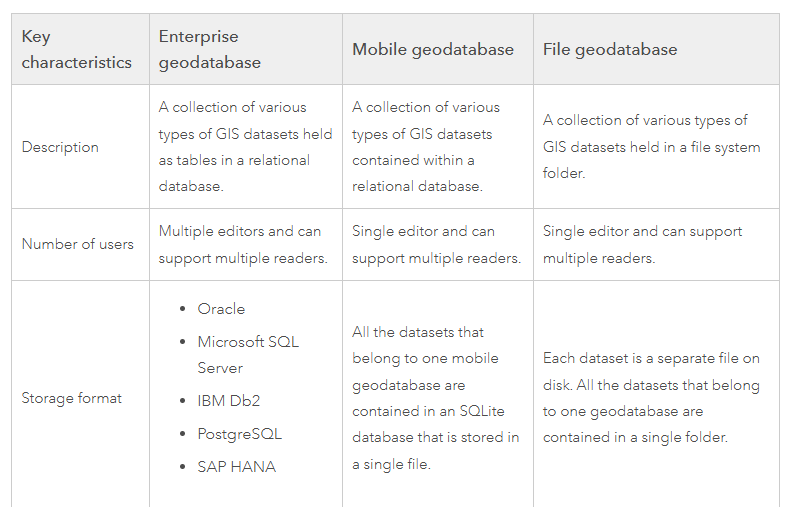 Key
characteristics
Enterprise
geodatabase
Mobile geodatabase
File geodatabase
Description
A collection of various
types of GIS datasets held
as tables in a relational
database.
A collection of various
types of GIS datasets
contained within a
relational database.
A collection of various types of
GIS datasets held in a file system
folder.
Number of users
Multiple editors and can
support multiple readers.
Single editor and can
support multiple readers.
Single editor and can support
multiple readers.
Storage format
• Oracle
• Microsoft SQL
Server
• IBM Db2
• PostgreSQL
• SAP HANA
All the datasets that
belong to one mobile
geodatabase are
contained in an SQLite
database that is stored in
a single file.
Each dataset is a separate file on
disk. All the datasets that belong
to one geodatabase are
contained in a single folder.